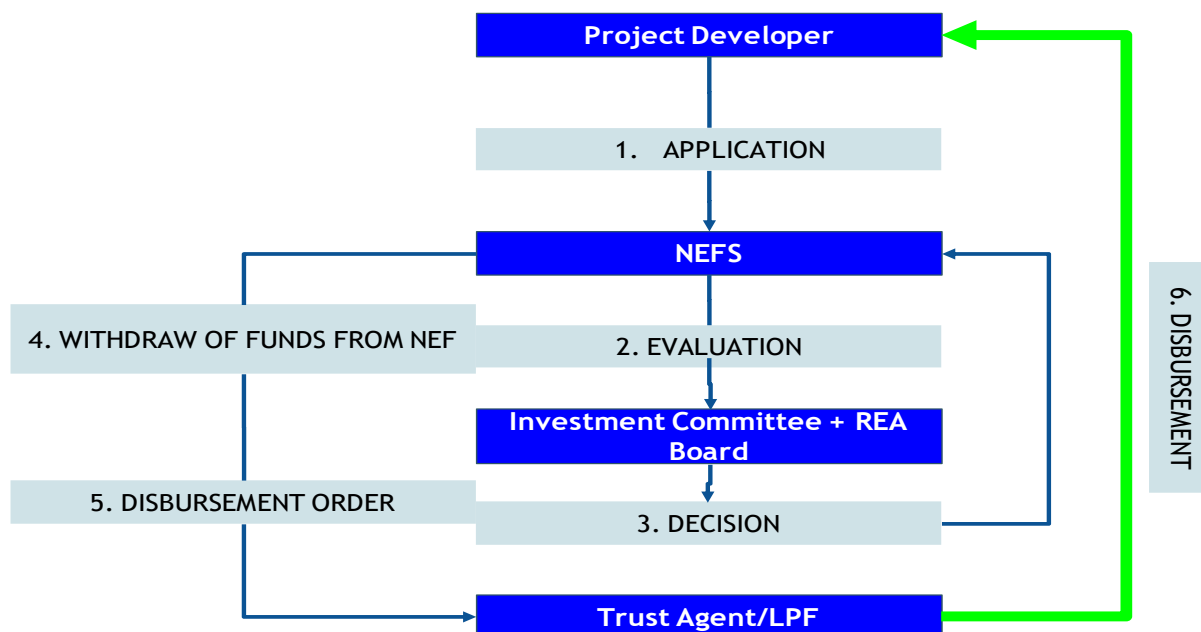 Project Developer
1. APPLICATION
NEFS
4. WITHDRAW OF FUNDS FROM NEF
2. EVALUATION
6. DISBURSEMENT
Investment Committee + REA
Board
5. DISBURSEMENT ORDER
3. DECISION
Trust Agent/LPF